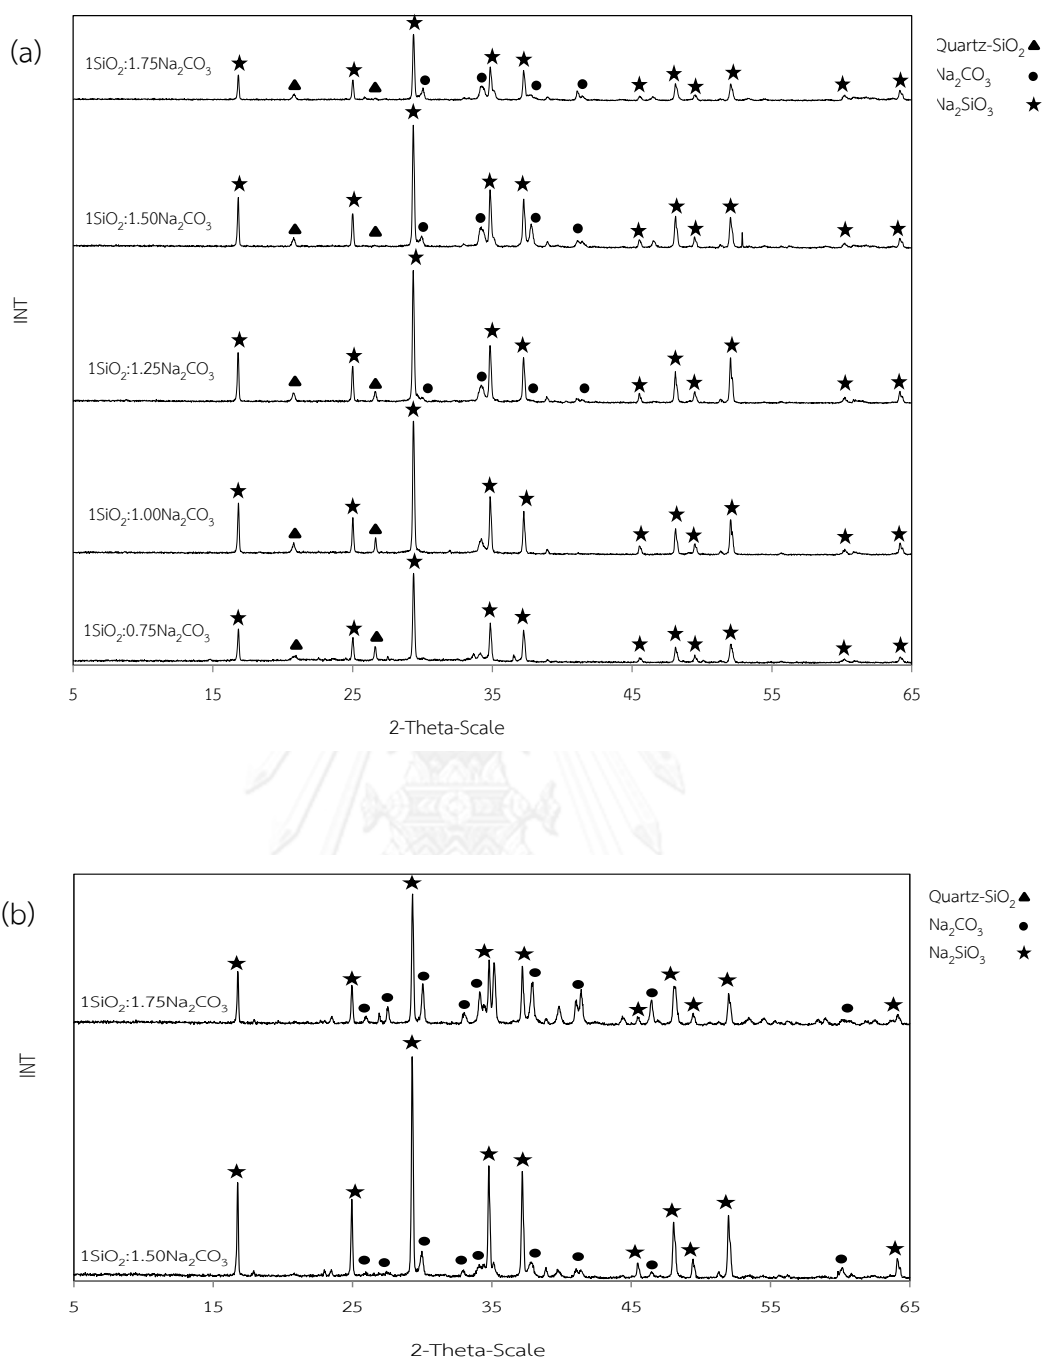 (a)
Quartz-SiO₂
Na₂CO₃
Na₂SiO₃
1SiO₂:1.75Na₂CO₃
1SiO₂:1.50Na₂CO₃
1SiO₂:1.25Na₂CO₃
1SiO₂:1.00Na₂CO₃
1SiO₂:0.75Na₂CO₃
INT
5 15 25 35 45 55 65
2-Theta-Scale
(b)
Quartz-SiO₂
Na₂CO₃
Na₂SiO₃
1SiO₂:1.75Na₂CO₃
1SiO₂:1.50Na₂CO₃
INT
5 15 25 35 45 55 65
2-Theta-Scale